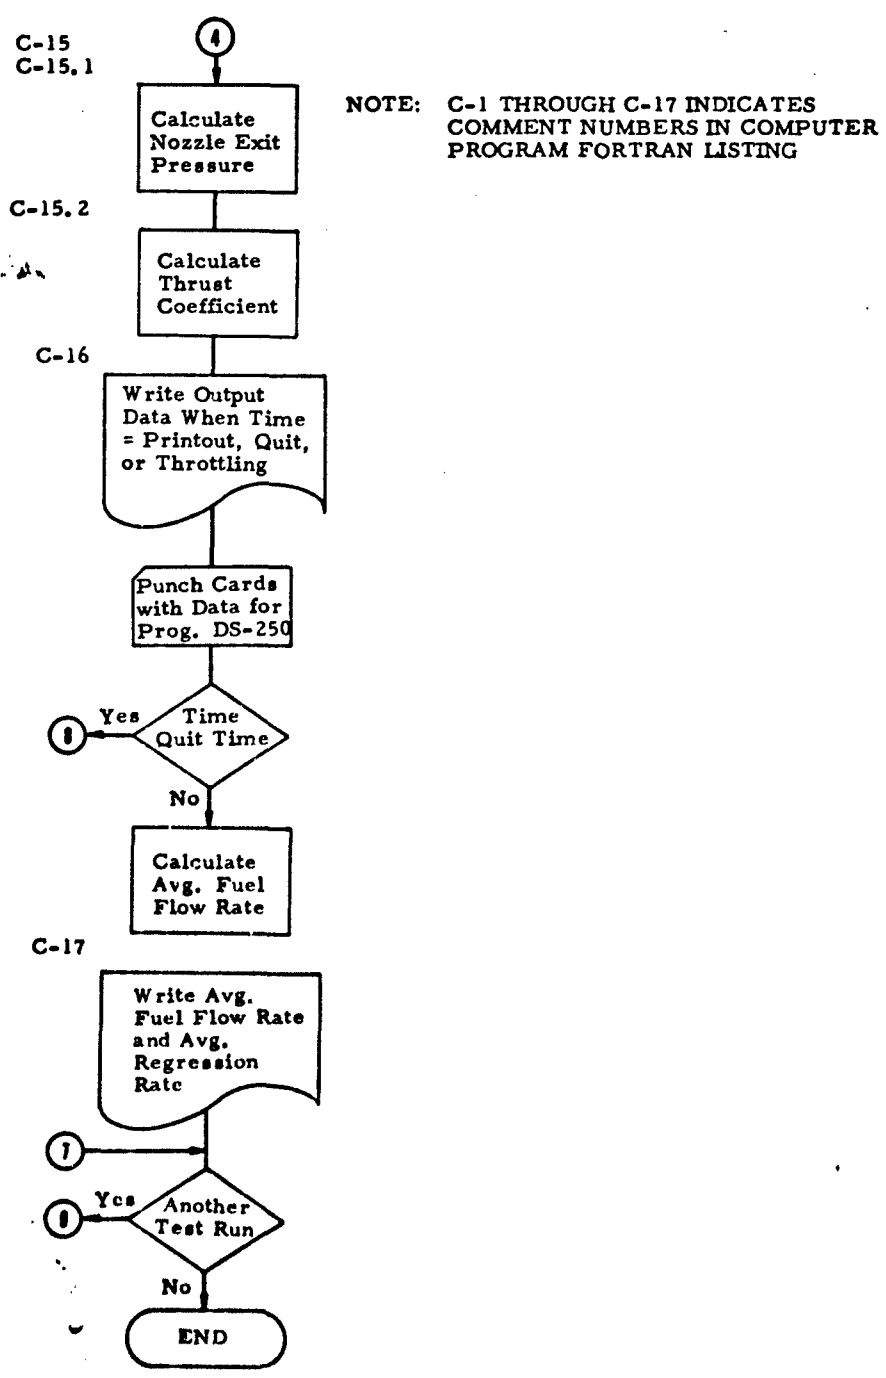 C-15
C-15.1
4
Calculate
Nozzle Exit
Pressure
NOTE: C-1 THROUGH C-17 INDICATES
COMMENT NUMBERS IN COMPUTER
PROGRAM FORTRAN LISTING
C-15.2
Calculate
Thrust
Coefficient
C-16
Write Output
Data When Time
= Printout, Quit,
or Throttling
Punch Cards
with Data for
Prog. DS-250
Yes
Time
Quit Time
No
Calculate
Avg. Fuel
Flow Rate
C-17
Write Avg.
Fuel Flow Rate
and Avg.
Regression
Rate
7
Yes
Another
Test Run
No
END